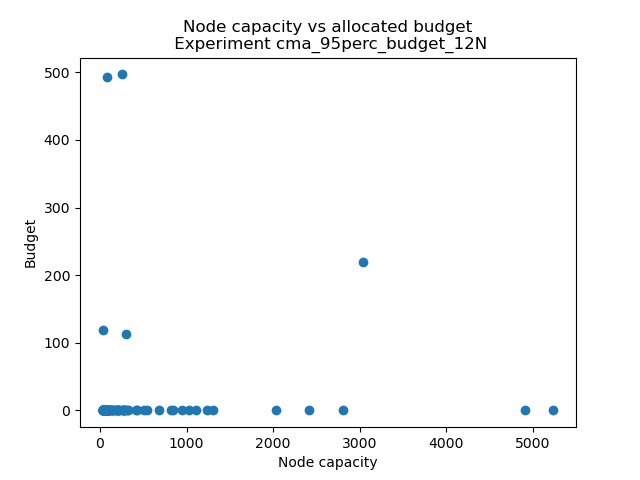 Node capacity vs allocated budget
Experiment cma_95perc_budget_12N
500
400
300
200
100
0
Budget
0 1000 2000 3000 4000 5000
Node capacity